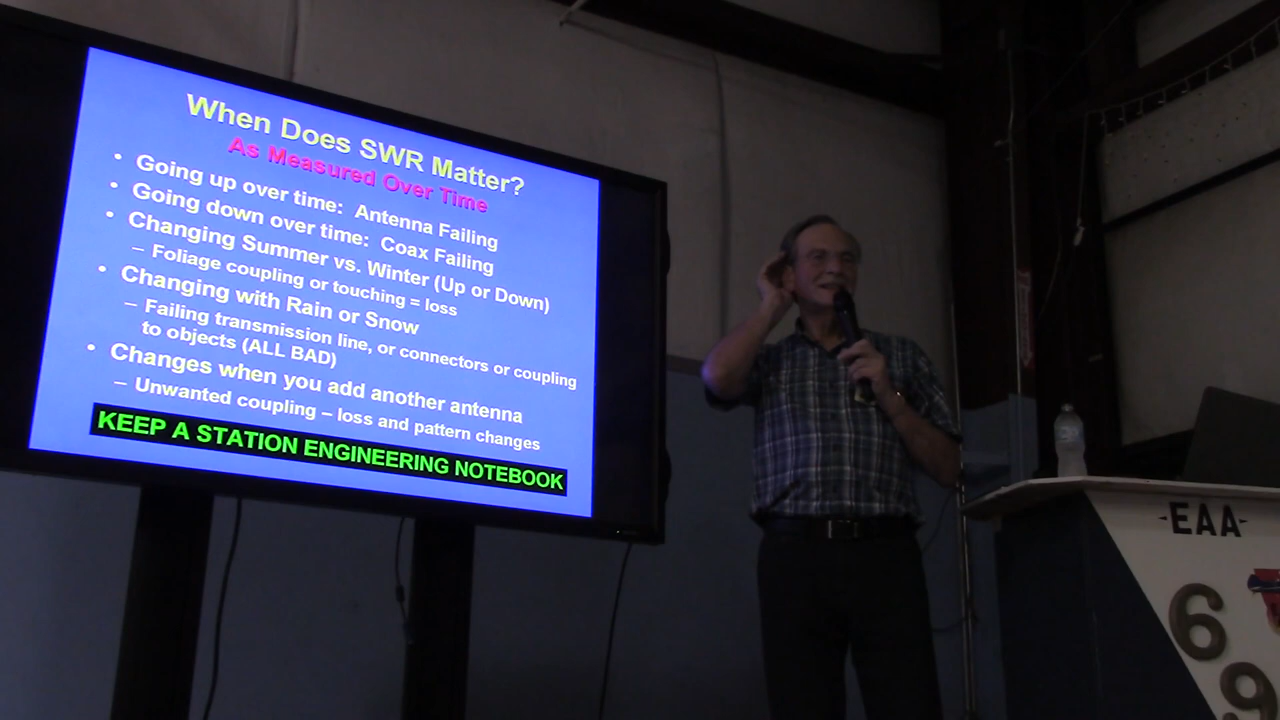 When Does SWR Matter?
As Measured Over Time
• Going up over time: Antenna Failing
• Going down over time: Coax Failing
• Changing Summer vs. Winter (Up or Down)
– Foliage coupling or touching = loss
• Changing with Rain or Snow
– Failing transmission line, or connectors or coupling
to objects (ALL BAD)
• Changes when you add another antenna
– Unwanted coupling – loss and pattern changes
KEEP A STATION ENGINEERING NOTEBOOK
-EAA-
6
9